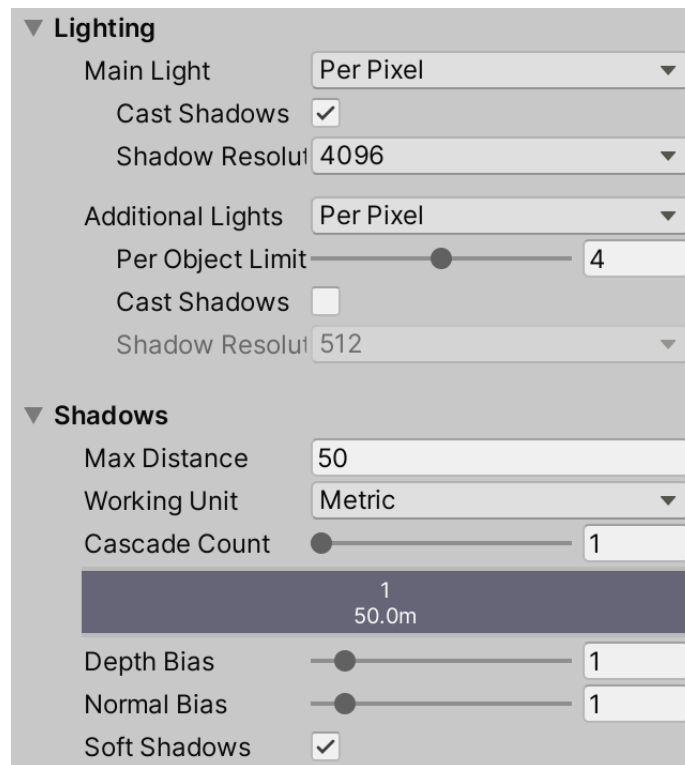 Lighting
Main Light Per Pixel
Cast Shadows
Shadow Resolut 4096
Additional Lights Per Pixel
Per Object Limit 4
Cast Shadows
Shadow Resolut 512
Shadows
Max Distance 50
Working Unit Metric
Cascade Count 1
1
50.0m
Depth Bias 1
Normal Bias 1
Soft Shadows